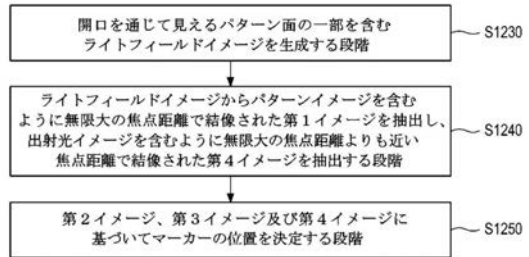 開口を通じて見えるパターン面の一部を含む
ライトフィールドイメージを生成する段階
S1230
ライトフィールドイメージからパターンイメージを含む
ように無限大の焦点距離で結像された第1イメージを抽出し、
出射光イメージを含むように無限大の焦点距離よりも近い
焦点距離で結像された第4イメージを抽出する段階
S1240
第2イメージ、第3イメージ及び第4イメージに
基づいてマーカーの位置を決定する段階
S1250